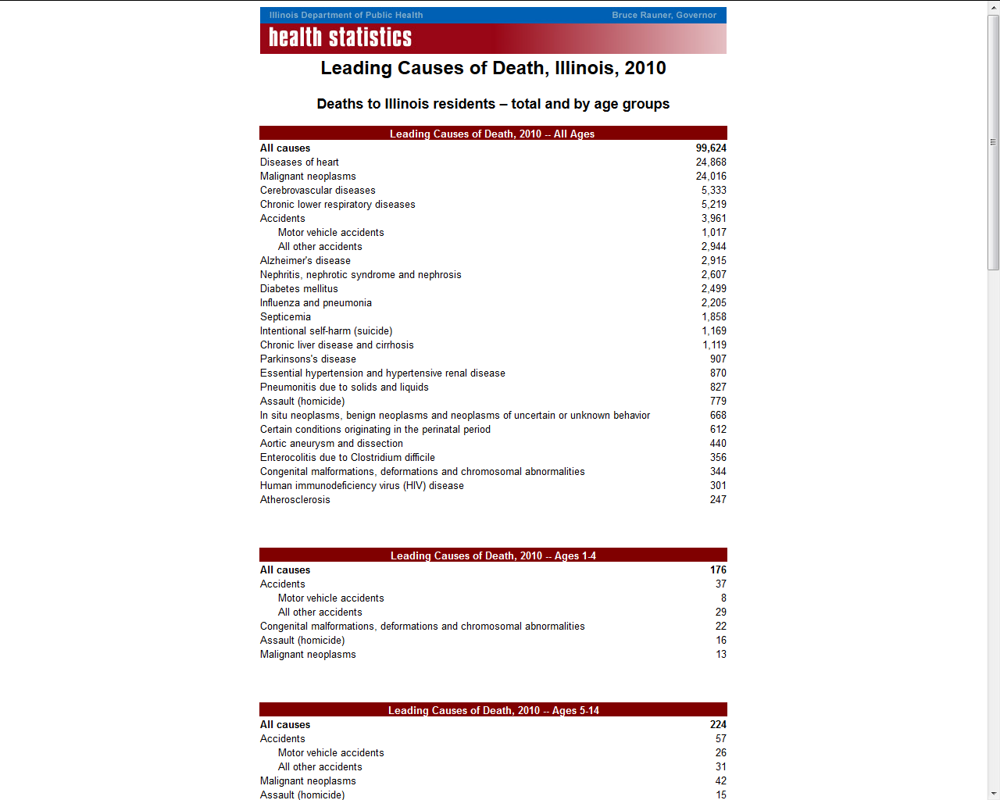 Illinois Department of Public Health Bruce Rauner, Governor
health statistics
Leading Causes of Death, Illinois, 2010
Deaths to Illinois residents – total and by age groups
Leading Causes of Death, 2010 -- All Ages
All causes 99,624
Diseases of heart 24,868
Malignant neoplasms 24,016
Cerebrovascular diseases 5,333
Chronic lower respiratory diseases 5,219
Accidents 3,961
Motor vehicle accidents 1,017
All other accidents 2,944
Alzheimer's disease 2,915
Nephritis, nephrotic syndrome and nephrosis 2,607
Diabetes mellitus 2,499
Influenza and pneumonia 2,205
Septicemia 1,858
Intentional self-harm (suicide) 1,169
Chronic liver disease and cirrhosis 1,119
Parkinsons's disease 907
Essential hypertension and hypertensive renal disease 870
Pneumonitis due to solids and liquids 827
Assault (homicide) 779
In situ neoplasms, benign neoplasms and neoplasms of uncertain or unknown behavior 668
Certain conditions originating in the perinatal period 612
Aortic aneurysm and dissection 440
Enterocolitis due to Clostridium difficile 356
Congenital malformations, deformations and chromosomal abnormalities 344
Human immunodeficiency virus (HIV) disease 301
Atherosclerosis 247
Leading Causes of Death, 2010 -- Ages 1-4
All causes 176
Accidents 37
Motor vehicle accidents 8
All other accidents 29
Congenital malformations, deformations and chromosomal abnormalities 22
Assault (homicide) 16
Malignant neoplasms 13
Leading Causes of Death, 2010 -- Ages 5-14
All causes 224
Accidents 57
Motor vehicle accidents 26
All other accidents 31
Malignant neoplasms 42
Assault (homicide) 15